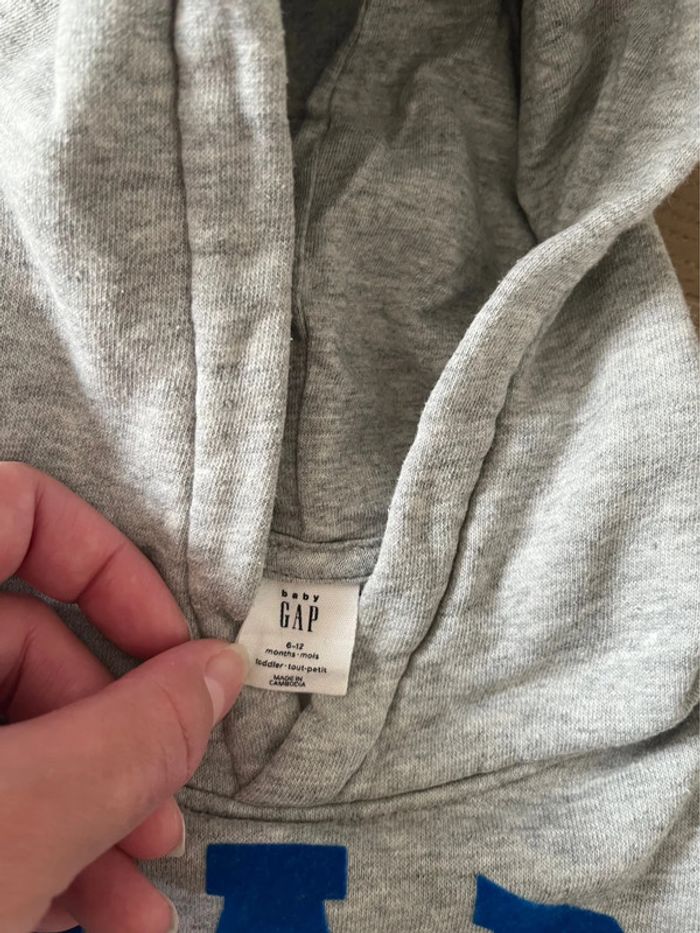 baby
GAP
6-12
months·mois
toddler·tout-petit
MADE IN
CAMBODIA